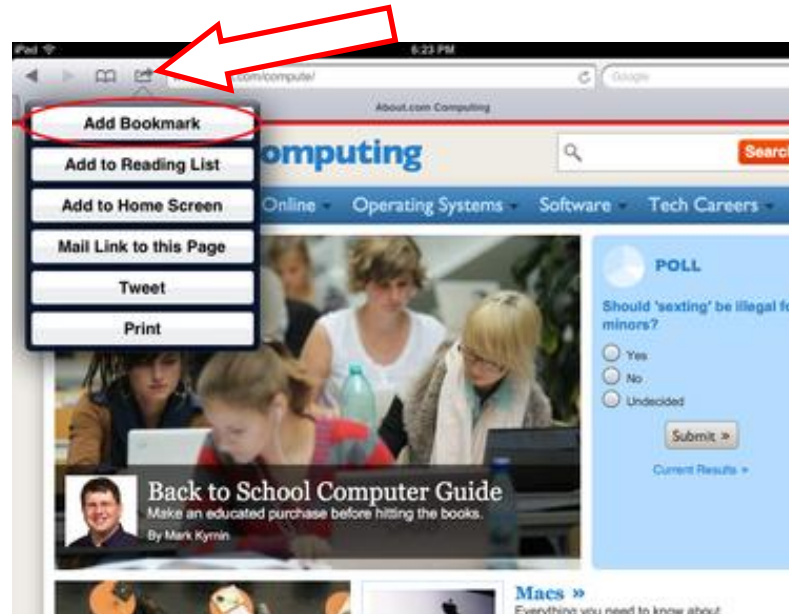 iPad 6:23 PM
.com/compute/ Google
About.com Computing
Add Bookmark
Add to Reading List
Add to Home Screen
Mail Link to this Page
Tweet
Print
omputing
Search
Online Operating Systems Software Tech Careers
POLL
Should 'sexting' be illegal fo
minors?
Yes
No
Undecided
Submit »
Current Results »
Back to School Computer Guide
Make an educated purchase before hitting the books.
By Mark Kyrnin
Macs »
Everything you need to know about